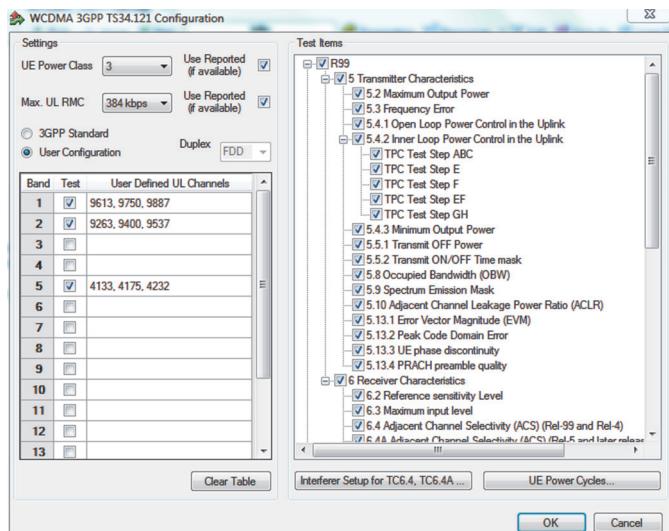 WCDMA 3GPP TS34.121 Configuration
Settings
UE Power Class
3
Use Reported
(if available)
Max. UL RMC
384 kbps
Use Reported
(if available)
3GPP Standard
User Configuration
Duplex
FDD
Band Test User Defined UL Channels
1 9613, 9750, 9887
2 9263, 9400, 9537
3
4
5 4133, 4175, 4232
6
7
8
9
10
11
12
13
Clear Table
Test Items
R99
5 Transmitter Characteristics
5.2 Maximum Output Power
5.3 Frequency Error
5.4.1 Open Loop Power Control in the Uplink
5.4.2 Inner Loop Power Control in the Uplink
TPC Test Step ABC
TPC Test Step E
TPC Test Step F
TPC Test Step EF
TPC Test Step GH
5.4.3 Minimum Output Power
5.5.1 Transmit OFF Power
5.5.2 Transmit ON/OFF Time mask
5.8 Occupied Bandwidth (OBW)
5.9 Spectrum Emission Mask
5.10 Adjacent Channel Leakage Power Ratio (ACLR)
5.13.1 Error Vector Magnitude (EVM)
5.13.2 Peak Code Domain Error
5.13.3 UE phase discontinuity
5.13.4 PRACH preamble quality
6 Receiver Characteristics
6.2 Reference sensitivity Level
6.3 Maximum input level
6.4 Adjacent Channel Selectivity (ACS) (Rel-99 and Rel-4)
6.4A Adjacent Channel Selectivity (ACS) (Rel-5 and later releas
Interferer Setup for TC6.4, TC6.4A ...
UE Power Cycles...
OK
Cancel